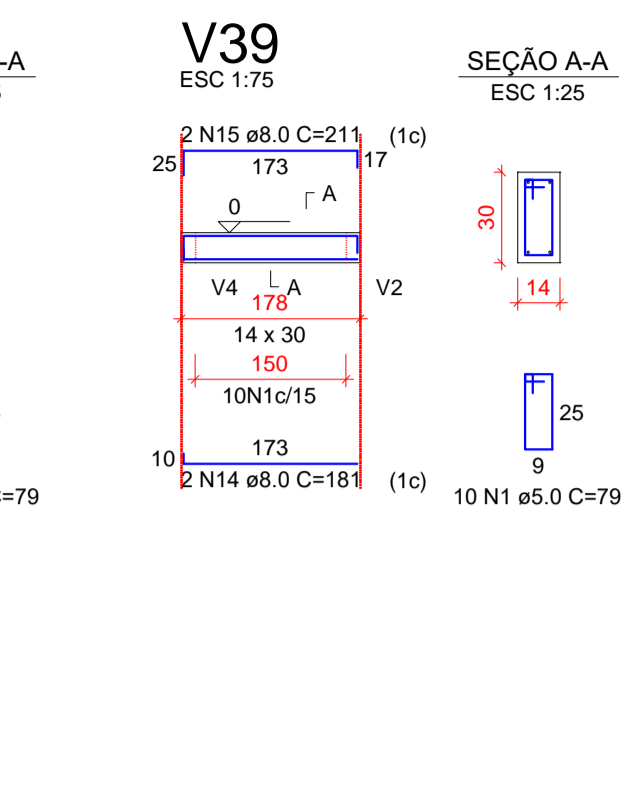 -A
V39
ESC 1:75
SEÇÃO A-A
ESC 1:25
2 N15 ø8.0 C=211 (1c)
25
173
17
A
0
30
V4
A
V2
178
14
14 x 30
150
10N1c/15
25
10
173
9
2 N14 ø8.0 C=181 (1c)
C=79
10 N1 ø5.0 C=79